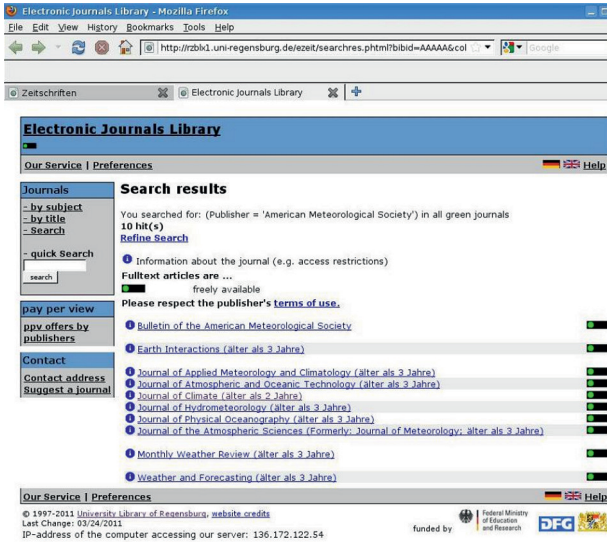 Electronic Journals Library - Mozilla Firefox
File Edit View History Bookmarks Tools Help
http://rzblx1.uni-regensburg.de/ezeit/searchres.phtml?bibid=AAAAA&col
Google
Zeitschriften
Electronic Journals Library
Electronic Journals Library
Our Service | Preferences
Help
Journals
- by subject
- by title
- Search
- quick Search
search
pay per view
ppv offers by
publishers
Contact
Contact address
Suggest a journal
Search results
You searched for: (Publisher = 'American Meteorological Society') in all green journals
10 hit(s)
Refine Search
Information about the journal (e.g. access restrictions)
Fulltext articles are ...
freely available
Please respect the publisher's terms of use.
Bulletin of the American Meteorological Society
Earth Interactions (älter als 3 Jahre)
Journal of Applied Meteorology and Climatology (älter als 3 Jahre)
Journal of Atmospheric and Oceanic Technology (älter als 3 Jahre)
Journal of Climate (älter als 2 Jahre)
Journal of Hydrometeorology (älter als 3 Jahre)
Journal of Physical Oceanography (älter als 3 Jahre)
Journal of the Atmospheric Sciences (Formerly: Journal of Meteorology; älter als 3 Jahre)
Monthly Weather Review (älter als 3 Jahre)
Weather and Forecasting (älter als 3 Jahre)
Our Service | Preferences
Help
© 1997-2011 University Library of Regensburg, website credits
Last Change: 03/24/2011
IP-address of the computer accessing our server: 136.172.122.54
funded by
Federal Ministry
of Education
and Research
DFG